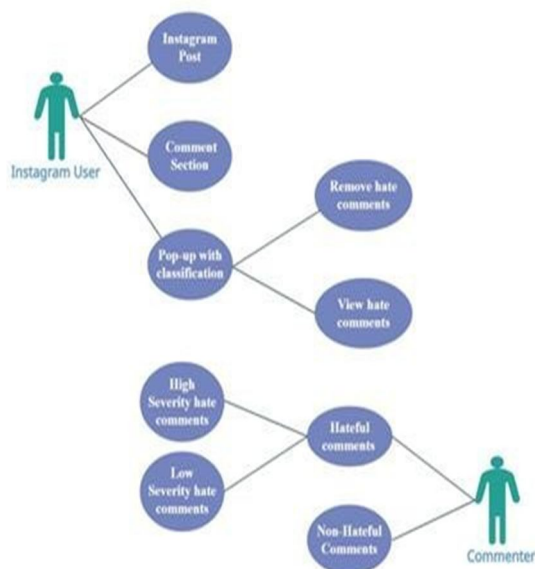 Instagram
Post
Instagram User
Comment
Section
Remove hate
comments
Pop-up with
classification
View hate
comments
High
Severity hate
comments
Hateful
comments
Low
Severity hate
comments
Non-Hateful
Comments
Commenter